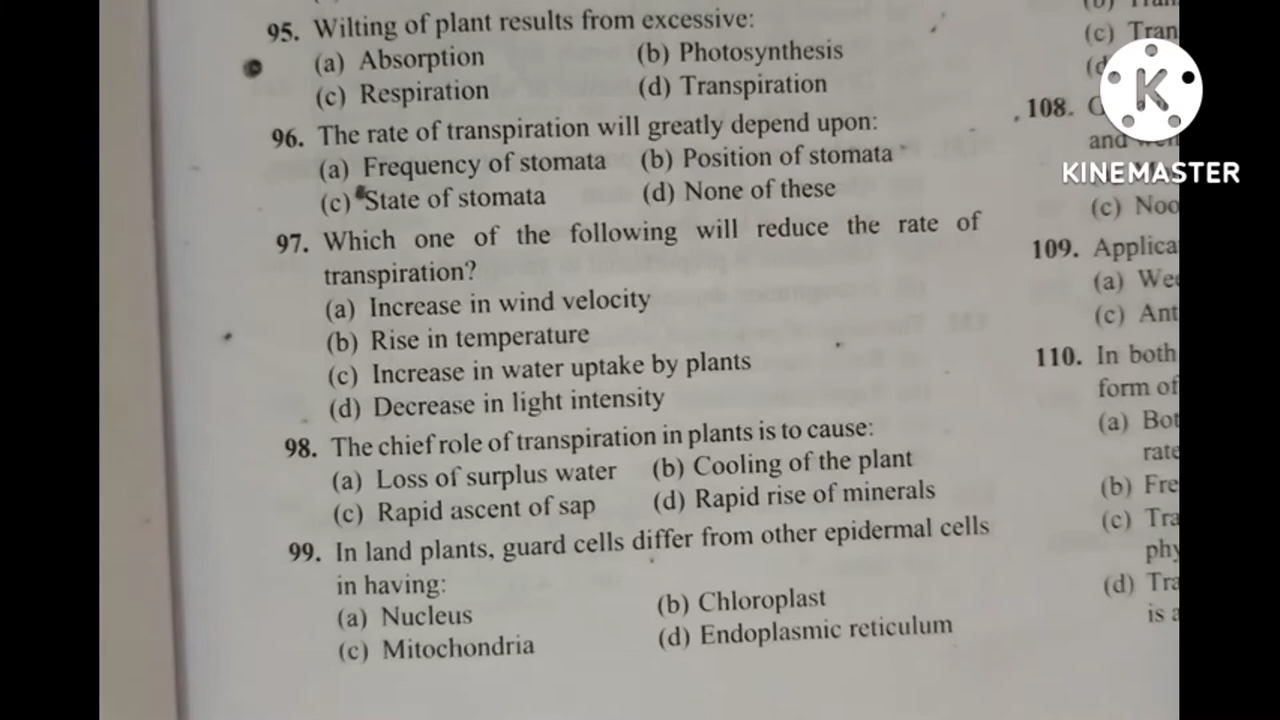 95. Wilting of plant results from excessive:
(a) Absorption (b) Photosynthesis
(c) Respiration (d) Transpiration
96. The rate of transpiration will greatly depend upon:
(a) Frequency of stomata (b) Position of stomata
(c) State of stomata (d) None of these
97. Which one of the following will reduce the rate of
transpiration?
(a) Increase in wind velocity
(b) Rise in temperature
(c) Increase in water uptake by plants
(d) Decrease in light intensity
98. The chief role of transpiration in plants is to cause:
(a) Loss of surplus water (b) Cooling of the plant
(c) Rapid ascent of sap (d) Rapid rise of minerals
99. In land plants, guard cells differ from other epidermal cells
in having:
(a) Nucleus (b) Chloroplast
(c) Mitochondria (d) Endoplasmic reticulum
(c) Tran
108.
and
(c) Noo
109. Applica
(a) Wee
(c) Ant
110. In both
form of
(a) Bot
rate
(b) Fre
(c) Tra
phy
(d) Tra
is a
K
KINEMASTER